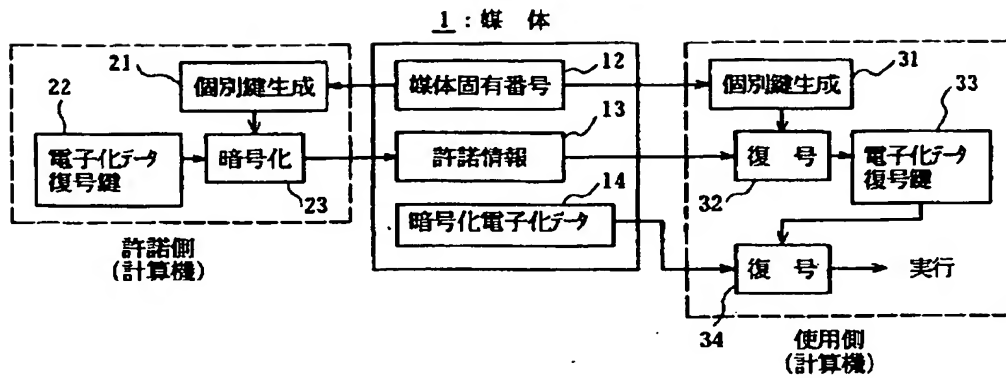 1：媒 体
21
22
個別鍵生成
電子化データ
復号鍵
暗号化
23
許諾側
(計算機)
12
媒体固有番号
13
許諾情報
14
暗号化電子化データ
31
個別鍵生成
33
復 号
32
電子化データ
復号鍵
復 号
34
実行
使用側
(計算機)